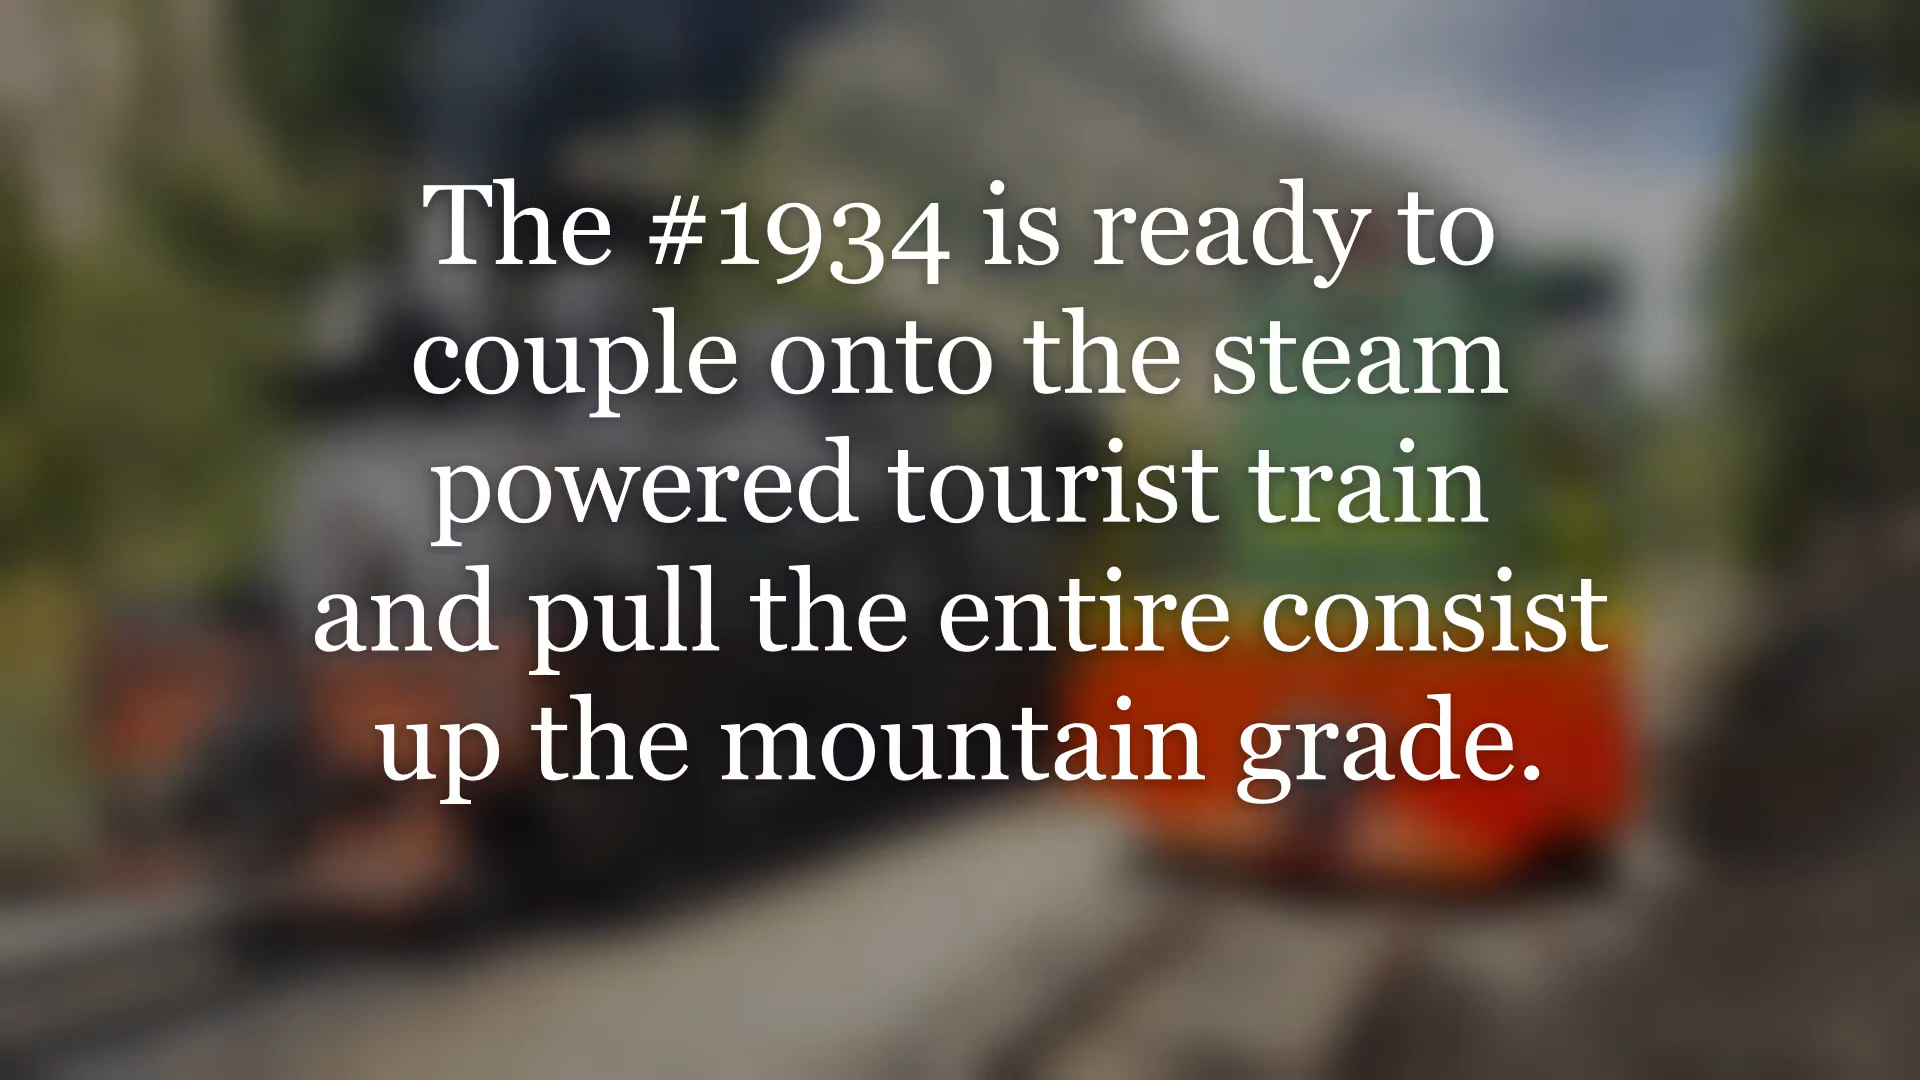 The #1934 is ready to
couple onto the steam
powered tourist train
and pull the entire consist
up the mountain grade.